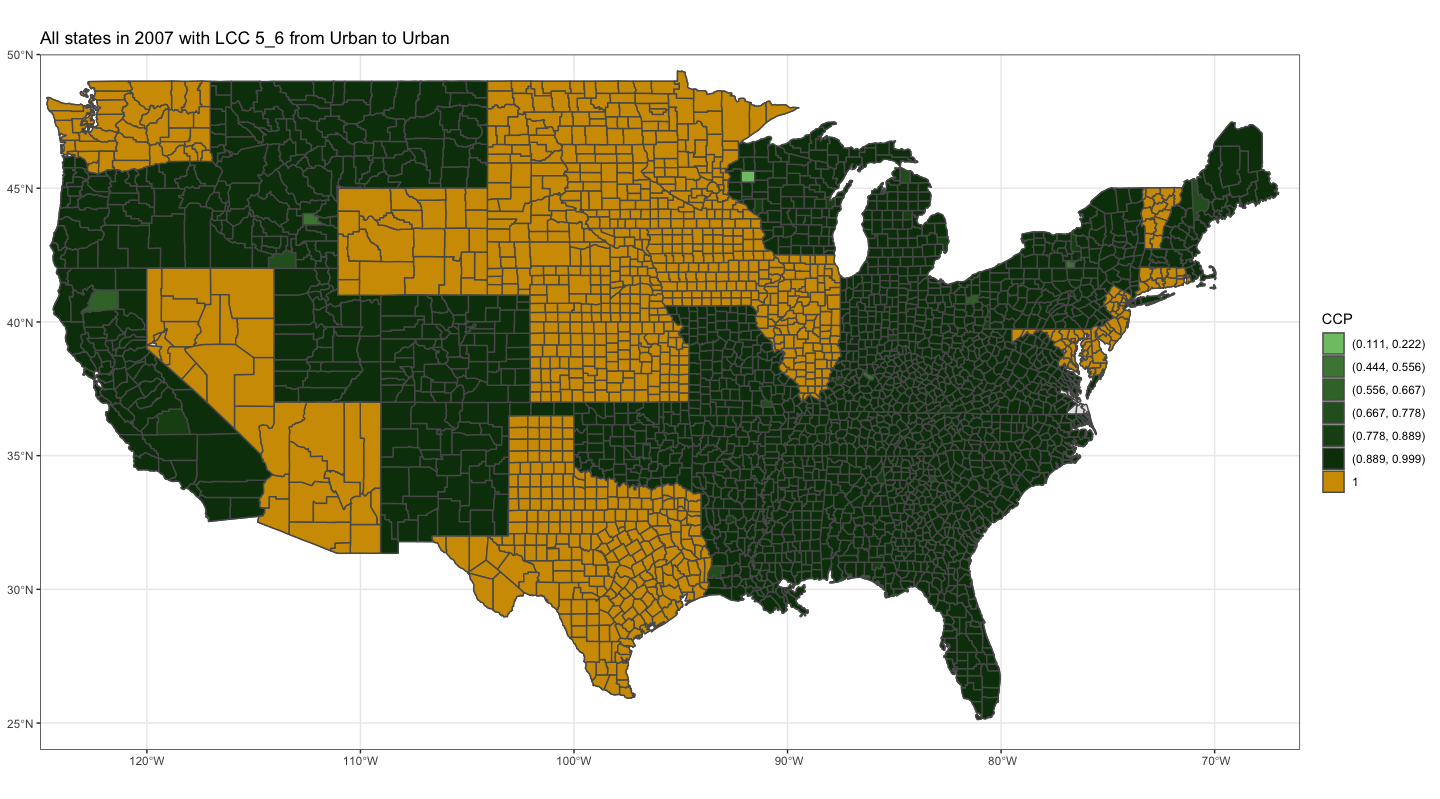 All states in 2007 with LCC 5_6 from Urban to Urban
50°N
45°N
40°N
35°N
30°N
25°N
120°W
110°W
100°W
90°W
80°W
70°W
CCP
(0.111, 0.222)
(0.444, 0.556)
(0.556, 0.667)
(0.667, 0.778)
(0.778, 0.889)
(0.889, 0.999)
1